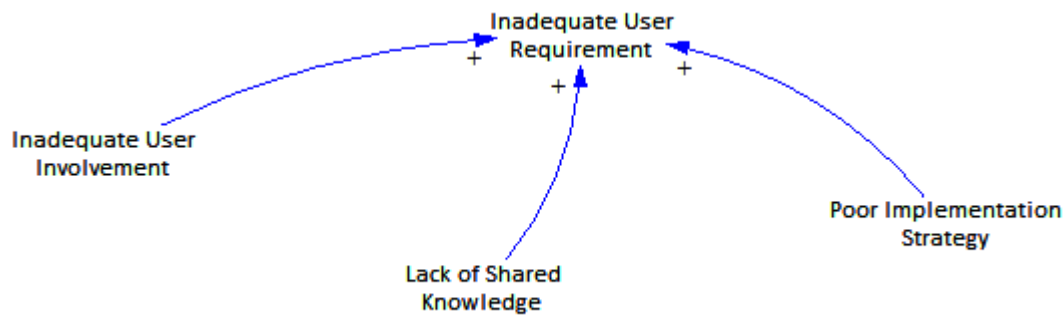 Inadequate User
Requirement
+
+
+
Inadequate User
Involvement
Poor Implementation
Strategy
Lack of Shared
Knowledge